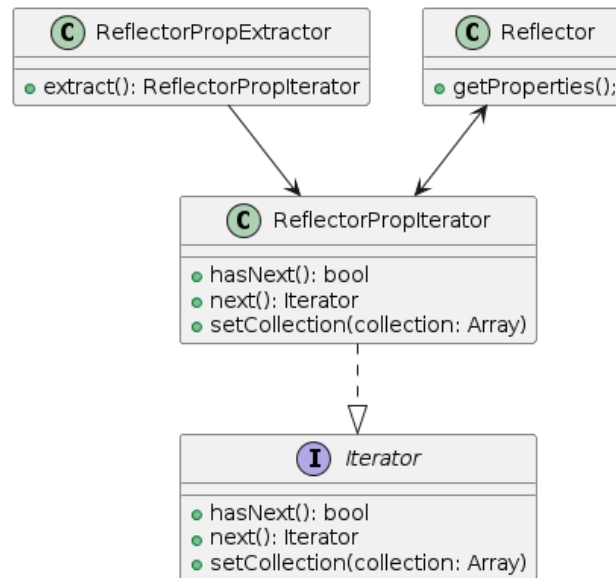 C ReflectorPropExtractor
extract(): ReflectorPropIterator
C Reflector
getProperties();
C ReflectorPropIterator
hasNext(): bool
next(): Iterator
setCollection(collection: Array)
I Iterator
hasNext(): bool
next(): Iterator
setCollection(collection: Array)